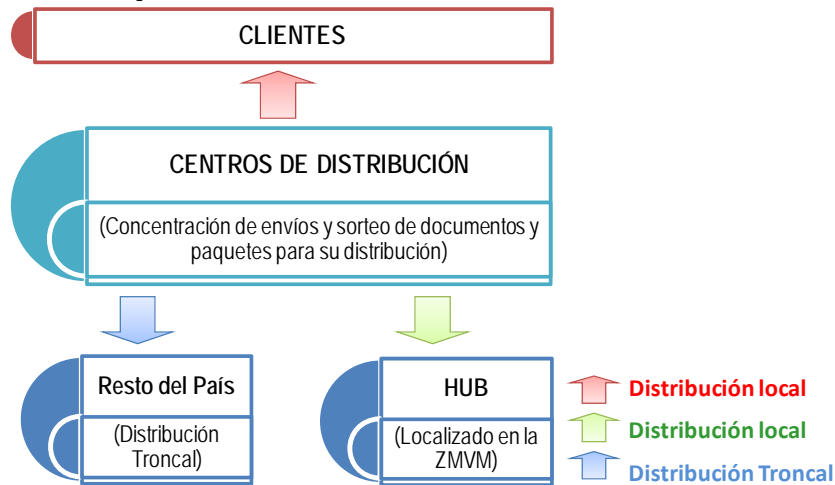 CLIENTES
CENTROS DE DISTRIBUCIÓN
(Concentración de envíos y sorteo de documentos y
paquetes para su distribución)
Resto del País
(Distribución
Troncal)
HUB
(Localizado en la
ZMVM)
Distribución local
Distribución local
Distribución Troncal